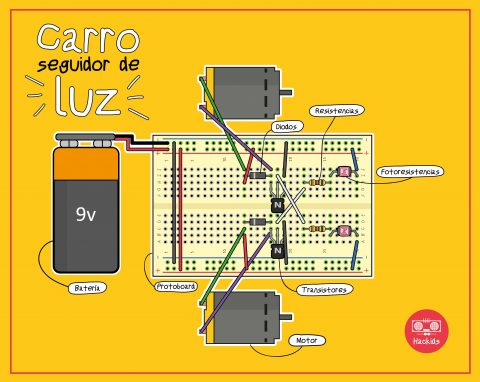 Carro
seguidor de
luz
Resistencias
Diodos
Fotoresistencias
9v
N
N
Batería
Protoboard
Transistores
Motor
Hackids